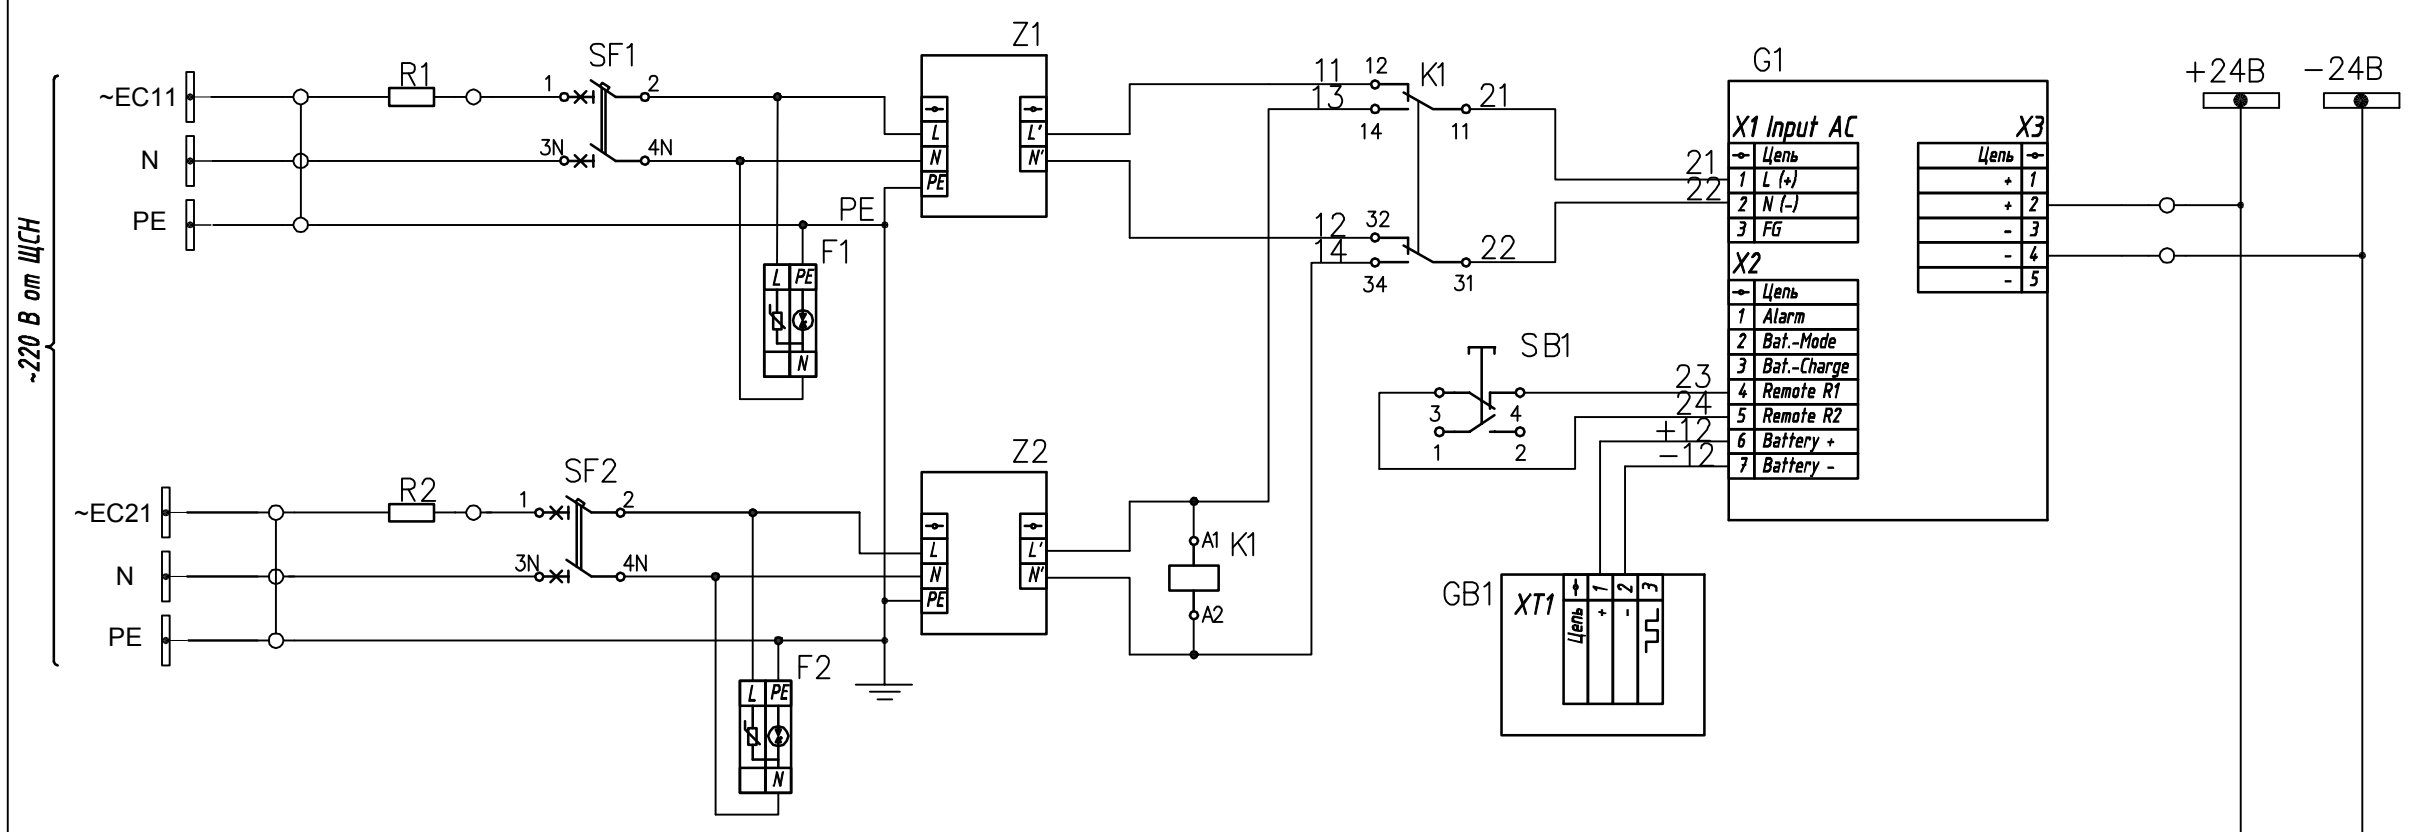 ~220 В от ЩСН
~EC11
N
PE
R1
SF1
1
2
3N
4N
PE
F1
L
PE
N
Z1
L
N
PE
L'
N'
11
13
12
14
K1
11
21
12
14
32
34
31
22
G1
X1 Input AC
Цепь
1 L (+)
2 N (-)
3 FG
21
22
X2
Цепь
1 Alarm
2 Bat.-Mode
3 Bat.-Charge
4 Remote R1
5 Remote R2
6 Battery +
7 Battery -
23
24
+12
-12
X3
Цепь
+ 1
+ 2
- 3
- 4
- 5
+24В
-24В
SB1
3
4
1
2
~EC21
N
PE
R2
SF2
1
2
3N
4N
F2
L
PE
N
Z2
L
N
PE
L'
N'
A1
K1
A2
GB1
XT1
Цепь
1 +
2 -
3